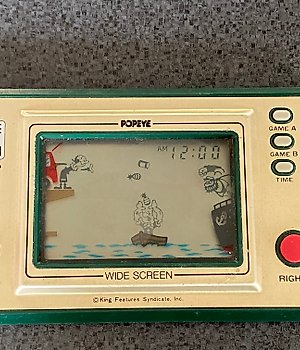 POPEYE
AM 12:00
GAME A
GAME B
TIME
WIDE SCREEN
RIGH
© King Features Syndicate, Inc.